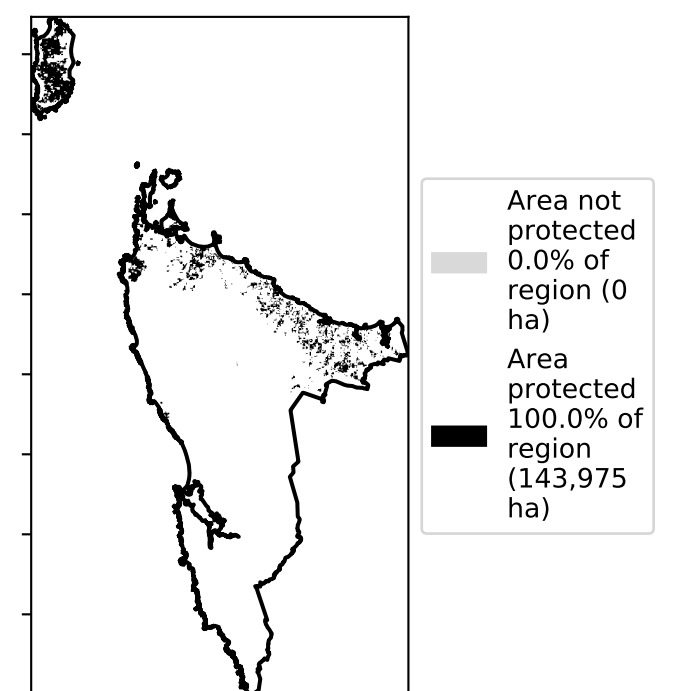 Area not
protected
0.0% of
region (0
ha)
Area
protected
100.0% of
region
(143,975
ha)